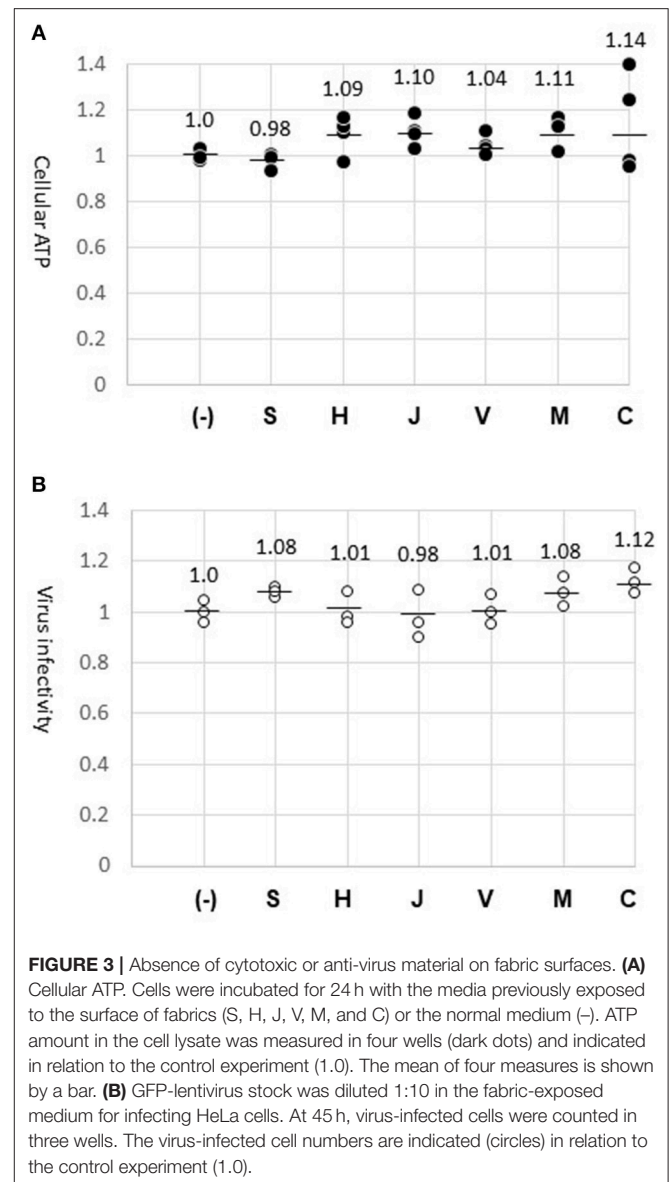 A
1.14
1.4
1.09
1.10
1.04
1.11
1.2
1.0
0.98
1
Cellular ATP
0.8
0.6
0.4
0.2
0
(-) S H J V M C
B
1.4
1.08
1.01
0.98
1.01
1.08
1.12
1.2
1.0
1
Virus infectivity
0.8
0.6
0.4
0.2
0
(-) S H J V M C
FIGURE 3 | Absence of cytotoxic or anti-virus material on fabric surfaces. (A)
Cellular ATP. Cells were incubated for 24 h with the media previously exposed
to the surface of fabrics (S, H, J, V, M, and C) or the normal medium (–). ATP
amount in the cell lysate was measured in four wells (dark dots) and indicated
in relation to the control experiment (1.0). The mean of four measures is shown
by a bar. (B) GFP-lentivirus stock was diluted 1:10 in the fabric-exposed
medium for infecting HeLa cells. At 45 h, virus-infected cells were counted in
three wells. The virus-infected cell numbers are indicated (circles) in relation to
the control experiment (1.0).